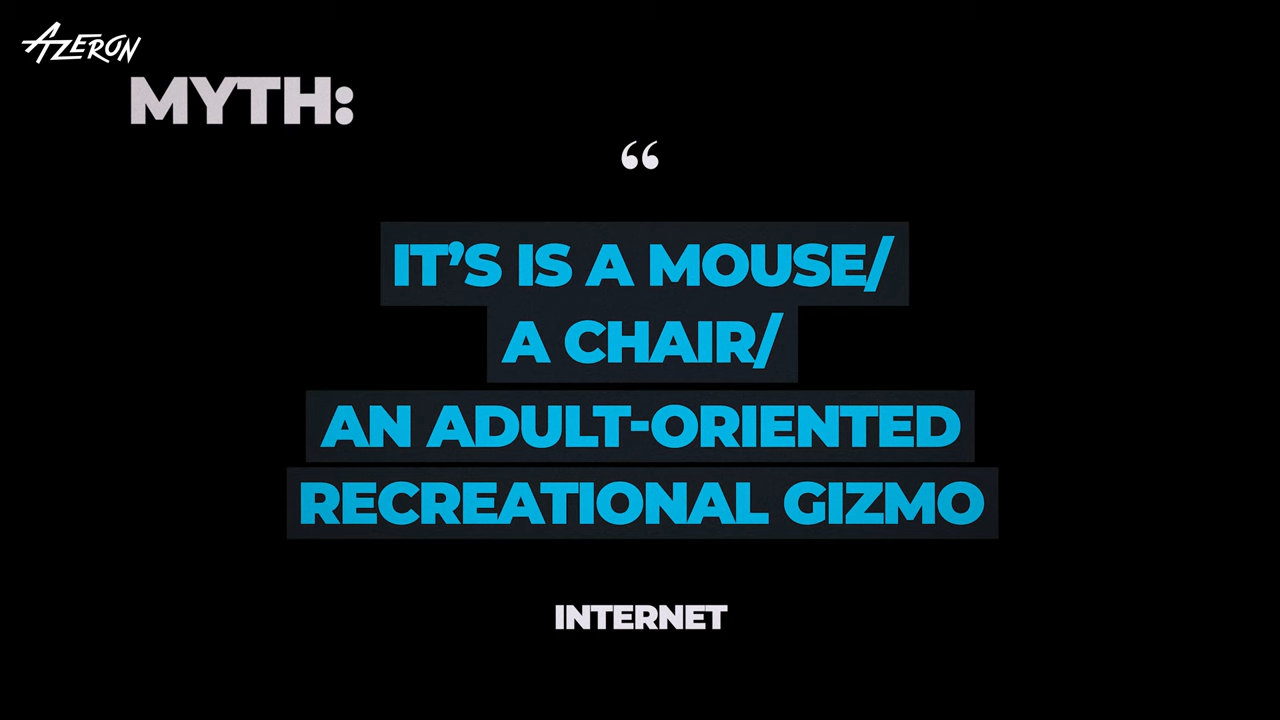 AZERON
MYTH:
“
IT’S IS A MOUSE/
A CHAIR/
AN ADULT-ORIENTED
RECREATIONAL GIZMO
INTERNET